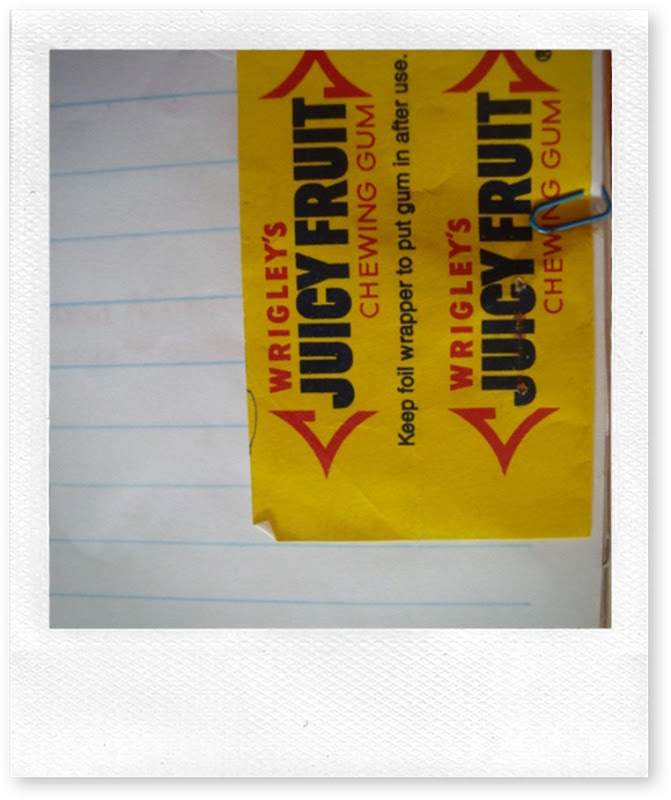 WRIGLEY'S
JUICY FRUIT
CHEWING GUM
Keep foil wrapper to put gum in after use.
WRIGLEY'S
JUICY FRUIT®
CHEWING GUM